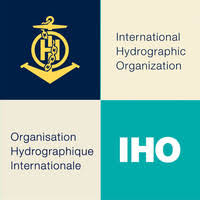 International
Hydrographic
Organization
Organisation
Hydrographique
Internationale
IHO